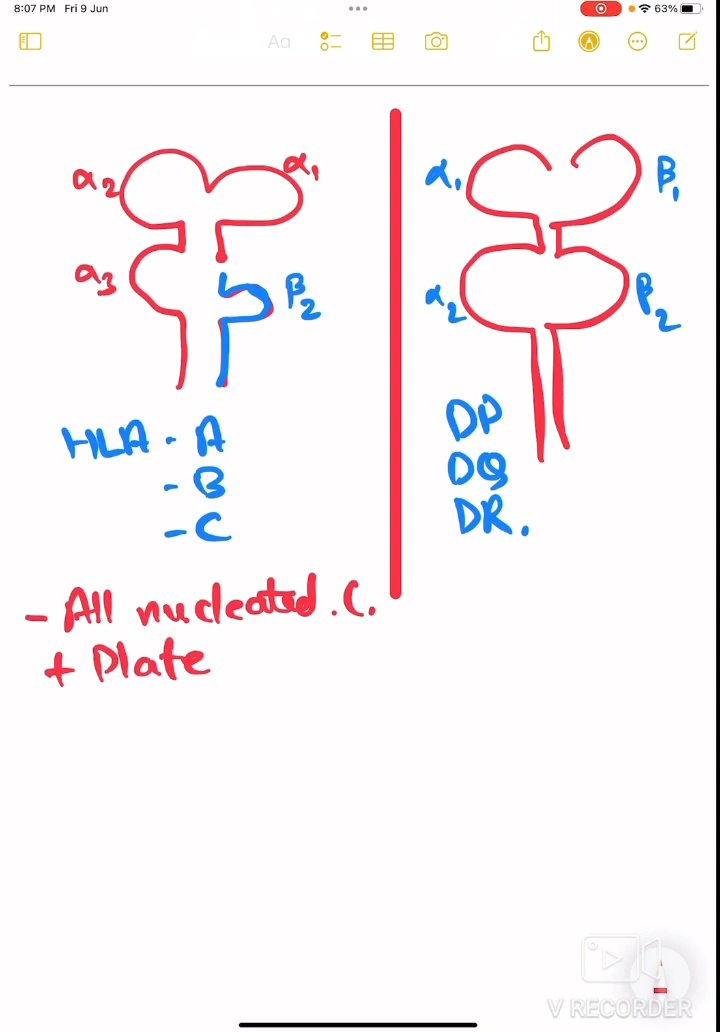 8:07 PM Fri 9 Jun
63%
Aa
α2
α1
α3
β2
HLA - A
- B
- C
- All nucleated .C.
+ Plate
α1
β1
α2
β2
DP
DQ
DR.
V RECORDER